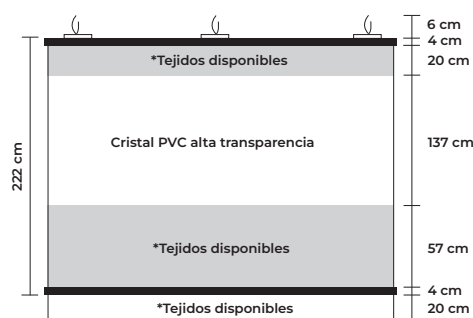 6 cm
4 cm
*Tejidos disponibles
20 cm
Cristal PVC alta transparencia
137 cm
222 cm
*Tejidos disponibles
57 cm
4 cm
*Tejidos disponibles
20 cm